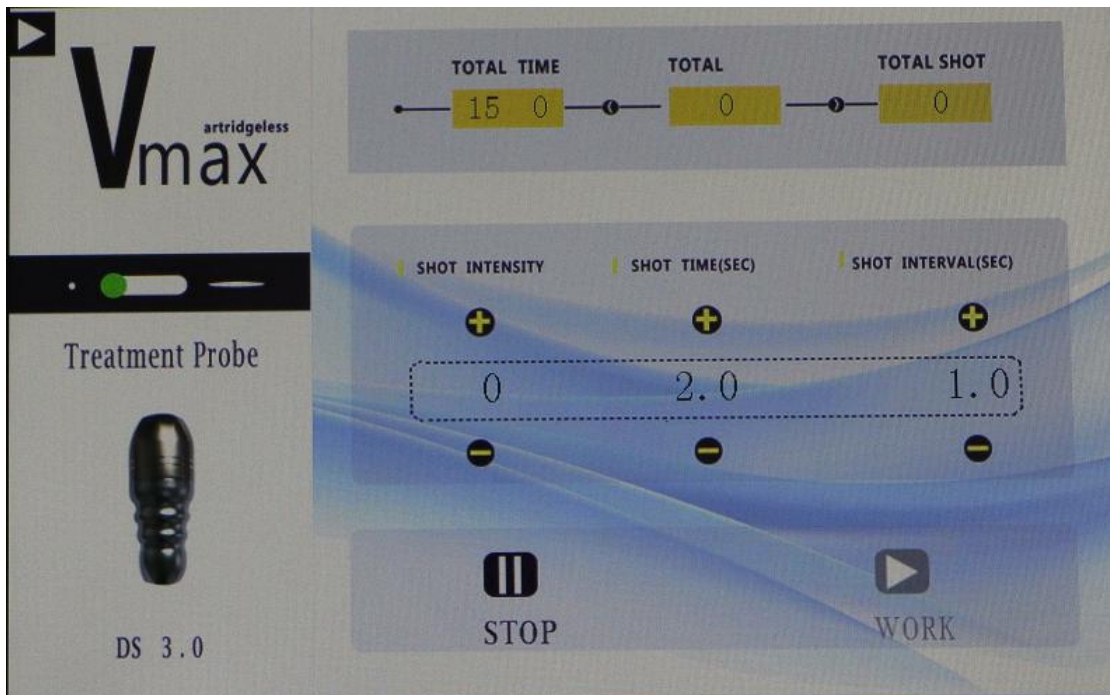 Vmax
artridgeless
TOTAL TIME
TOTAL
TOTAL SHOT
15 0
0
0
SHOT INTENSITY
SHOT TIME(SEC)
SHOT INTERVAL(SEC)
0
2.0
1.0
Treatment Probe
DS 3.0
STOP
WORK